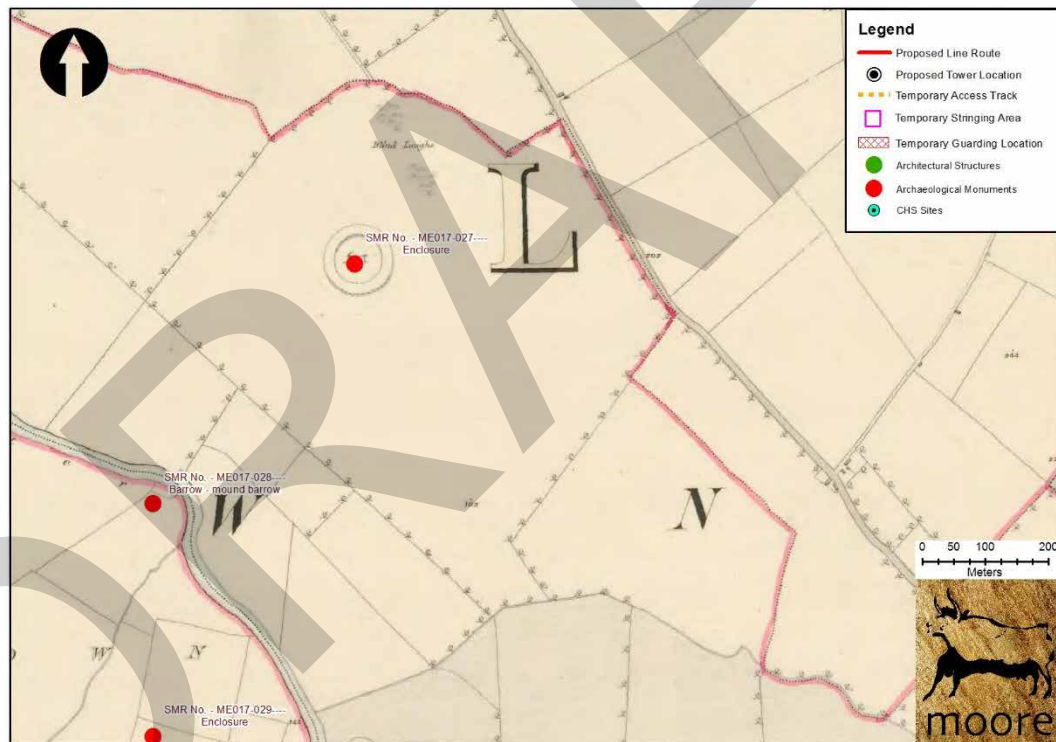 Legend
Proposed Line Route
Proposed Tower Location
Temporary Access Track
Temporary Stringing Area
Temporary Guarding Location
Architectural Structures
Archaeological Monuments
CHS Sites
L
SMR No. - ME017-027----
Enclosure
SMR No. - ME017-028----
Barrow - mound barrow
W
N
W N
SMR No. - ME017-029----
Enclosure
0 50 100 200
Meters
moore
DRAFT